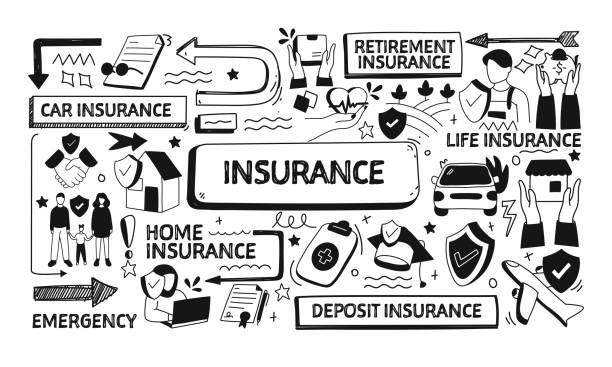 RETIREMENT
INSURANCE
CAR INSURANCE
LIFE INSURANCE
INSURANCE
HOME
INSURANCE
DEPOSIT INSURANCE
EMERGENCY